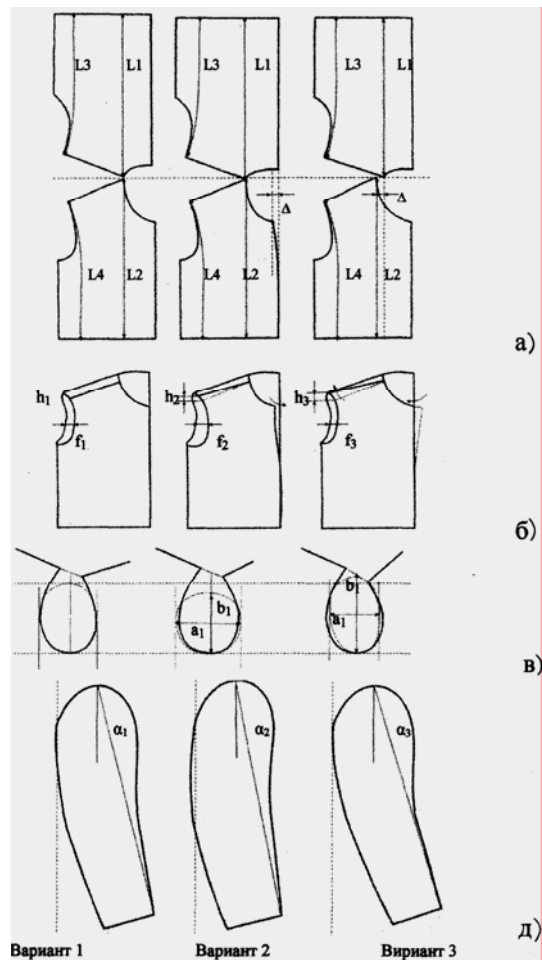 L3 L1 L3 L1 L3 L1
Δ Δ
L4 L2 L4 L2 L4 L2
а)
h1 h2 h3
f1 f2 f3
б)
b1 b1
a1 a1
в)
α1 α2 α3
д)
Вариант 1 Вариант 2 Вириант 3